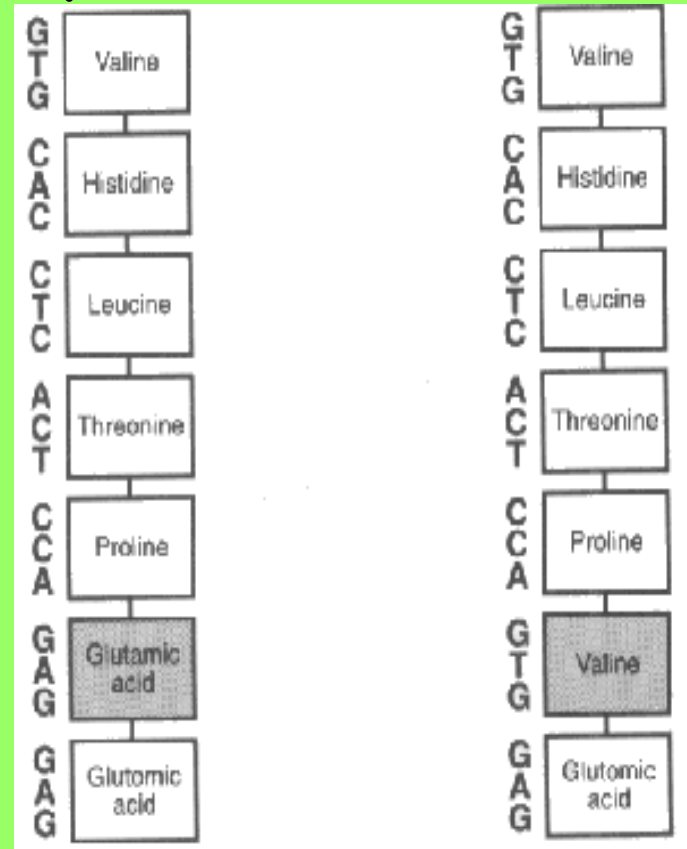 G
T
G
Valine
C
A
C
Histidine
C
T
C
Leucine
A
C
T
Threonine
C
C
A
Proline
G
A
G
Glutamic
acid
G
A
G
Glutomic
acid
G
T
G
Valine
C
A
C
Histidine
C
T
C
Leucine
A
C
T
Threonine
C
C
A
Proline
G
T
G
Valine
G
A
G
Glutomic
acid